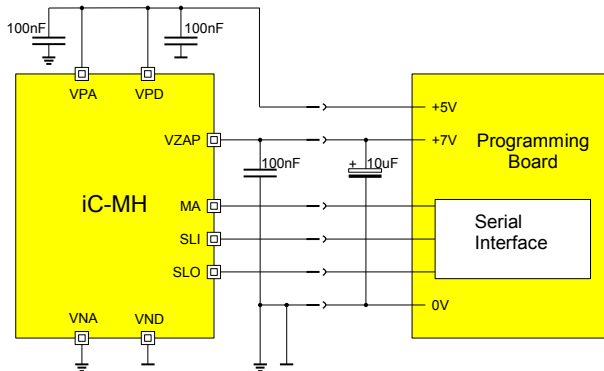 100nF
100nF
VPA
VPD
+5V
VZAP
+7V
Programming
Board
100nF
+
10uF
iC-MH
MA
Serial
Interface
SLI
SLO
0V
VNA
VND